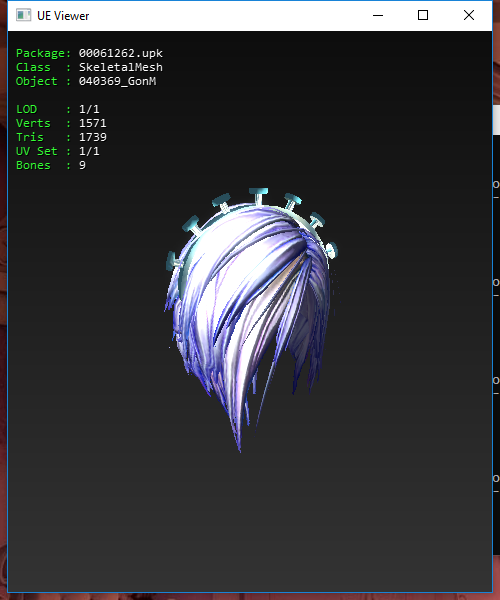 UE Viewer
Package: 00061262.upk
Class : SkeletalMesh
Object : 040369_GonM
LOD : 1/1
Verts : 1571
Tris : 1739
UV Set : 1/1
Bones : 9